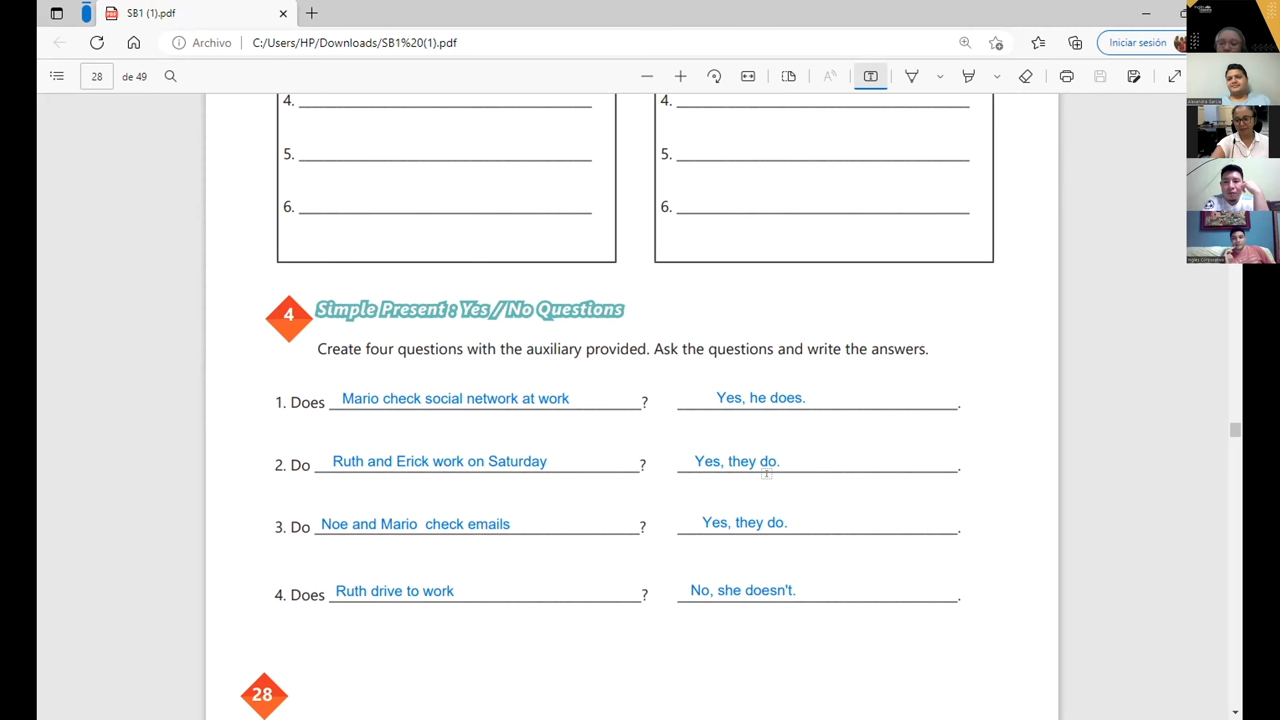 SB1 (1).pdf
Archivo
C:/Users/HP/Downloads/SB1%20(1).pdf
Iniciar sesión
28 de 49
4.
4.
5.
5.
6.
6.
4 Simple Present : Yes / No Questions
Create four questions with the auxiliary provided. Ask the questions and write the answers.
1. Does Mario check social network at work ? Yes, he does. .
2. Do Ruth and Erick work on Saturday ? Yes, they do. .
3. Do Noe and Mario  check emails ? Yes, they do. .
4. Does Ruth drive to work ? No, she doesn't. .
28